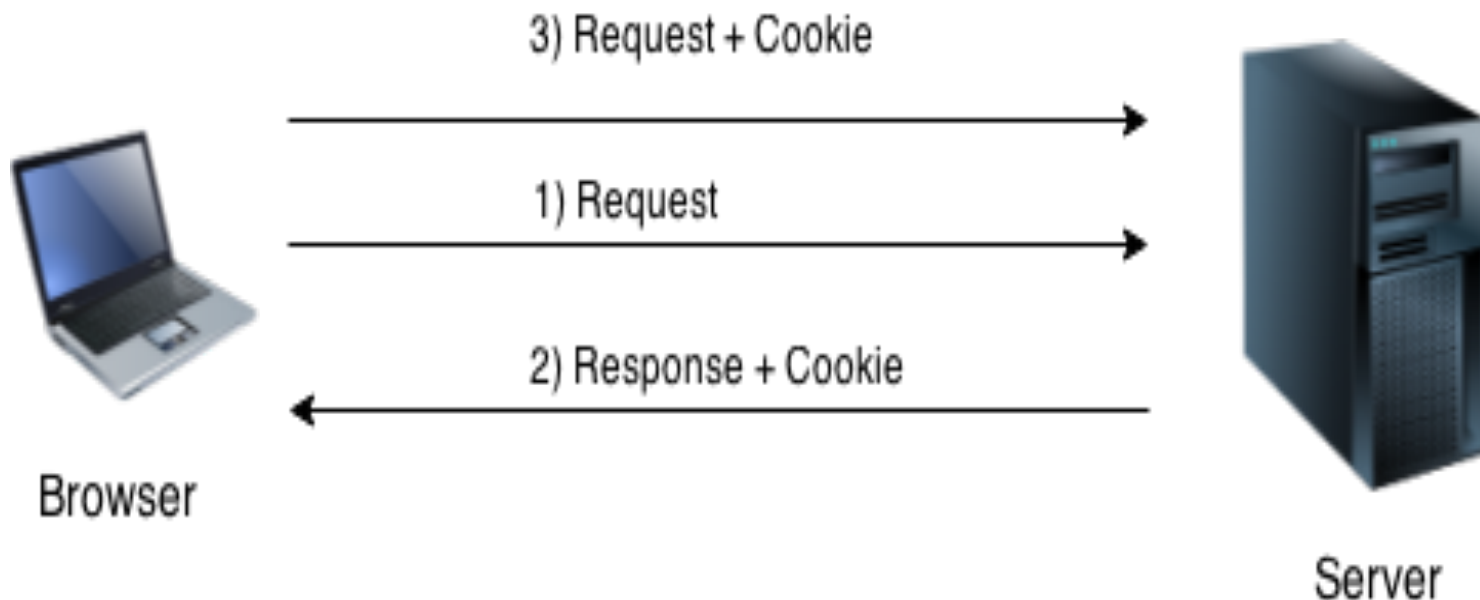 3) Request + Cookie
1) Request
2) Response + Cookie
Browser
Server